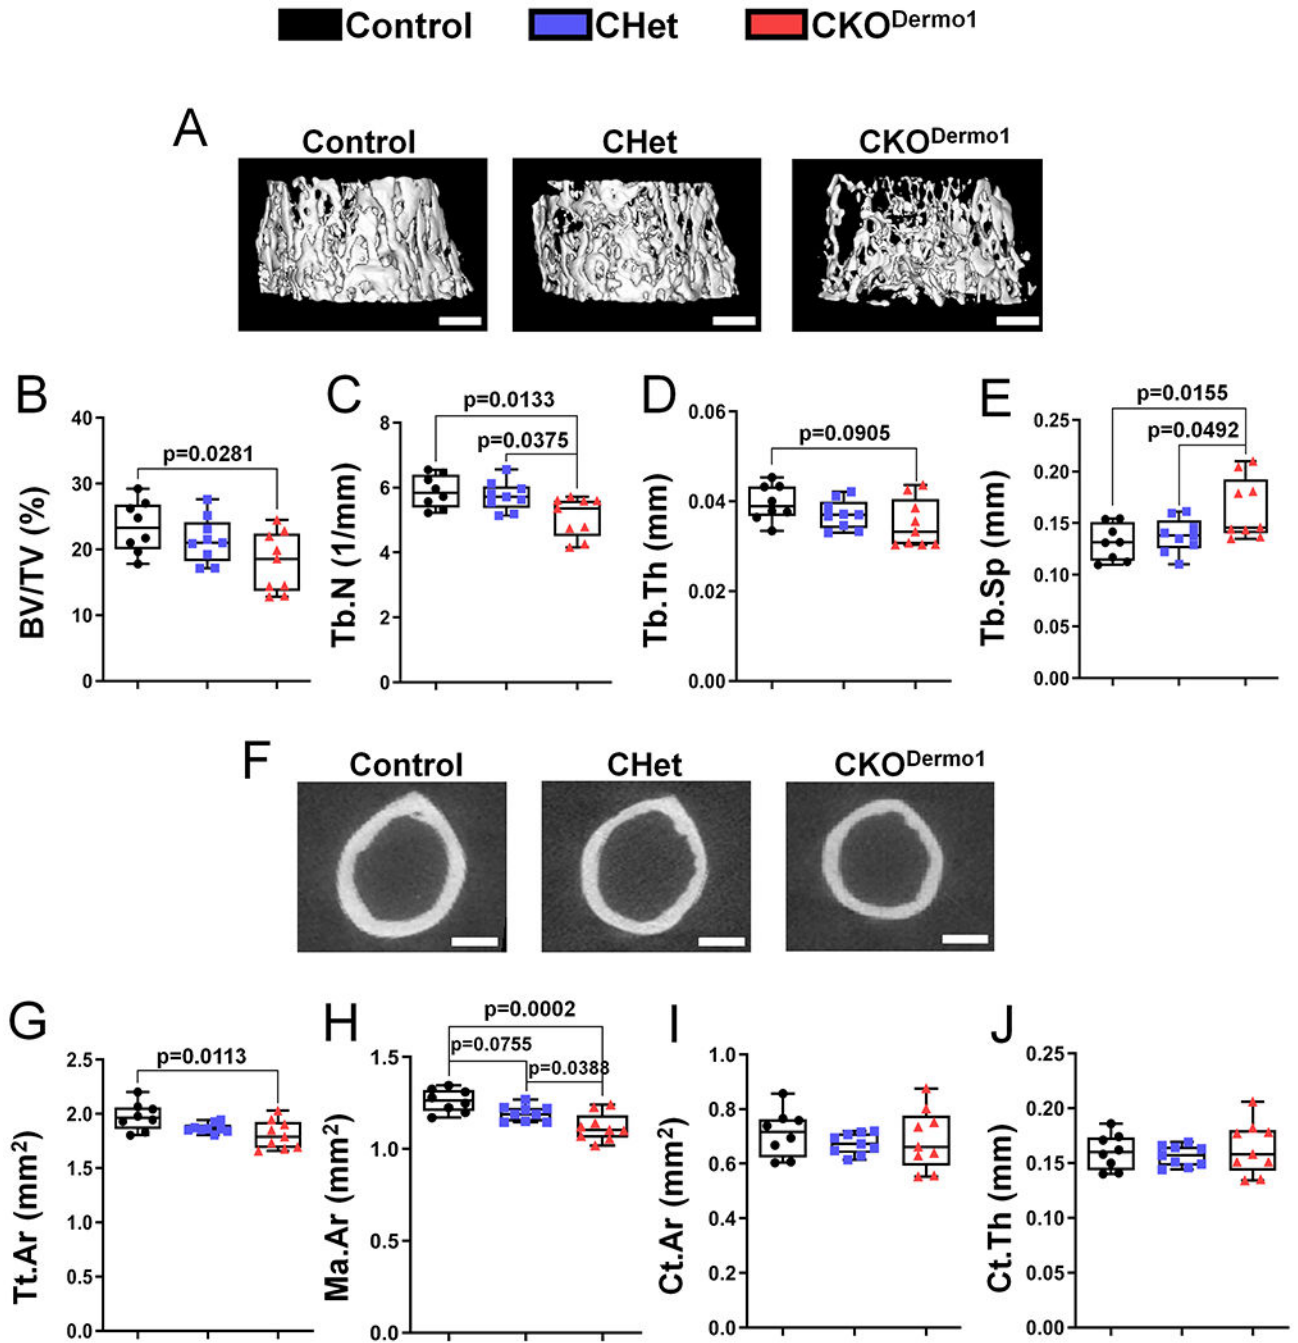 Control CHet CKO^Dermo1
A
Control CHet CKO^Dermo1
B
BV/TV (%)
40
30
20
10
0
p=0.0281
C
Tb.N (1/mm)
8
6
4
2
0
p=0.0133
p=0.0375
D
Tb.Th (mm)
0.06
0.04
0.02
0.00
p=0.0905
E
Tb.Sp (mm)
0.25
0.20
0.15
0.10
0.05
0.00
p=0.0155
p=0.0492
F
Control CHet CKO^Dermo1
G
Tt.Ar (mm²)
2.5
2.0
1.5
1.0
0.5
0.0
p=0.0113
H
Ma.Ar (mm²)
1.5
1.0
0.5
0.0
p=0.0002
p=0.0755
p=0.0388
I
Ct.Ar (mm²)
1.0
0.8
0.6
0.4
0.2
0.0
J
Ct.Th (mm)
0.25
0.20
0.15
0.10
0.05
0.00